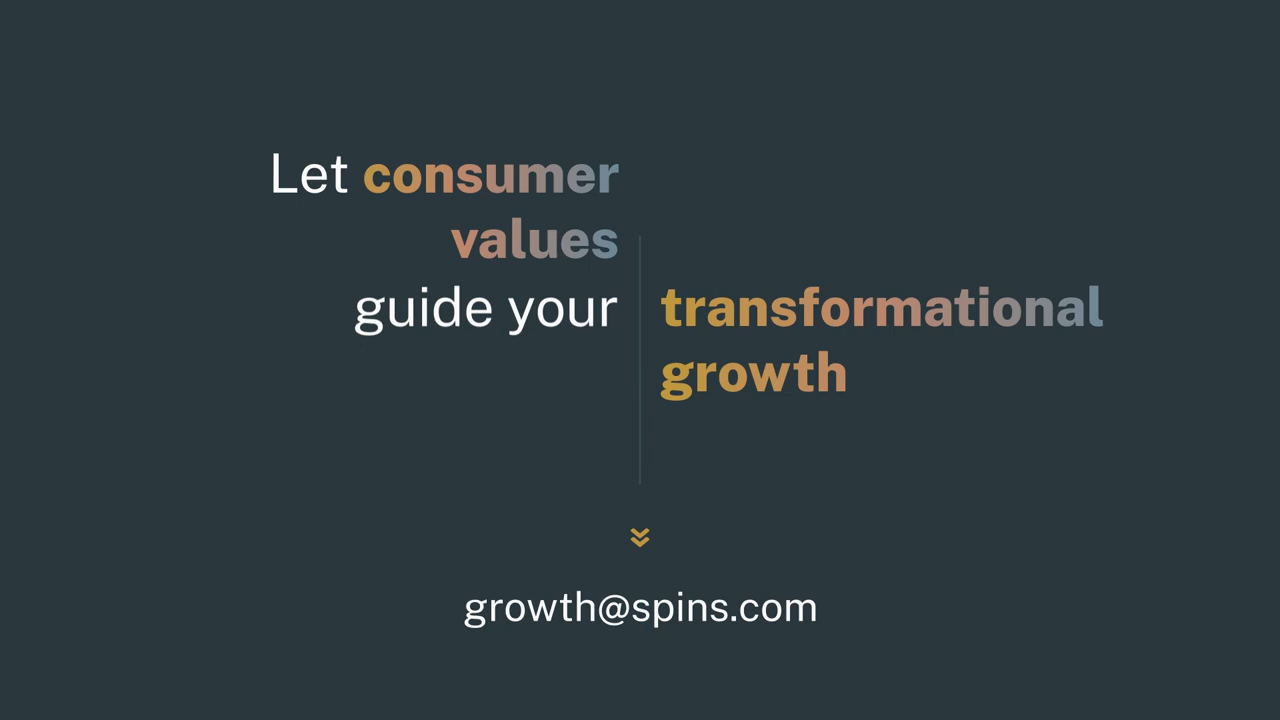 Let consumer
values
guide your
transformational
growth
growth@spins.com